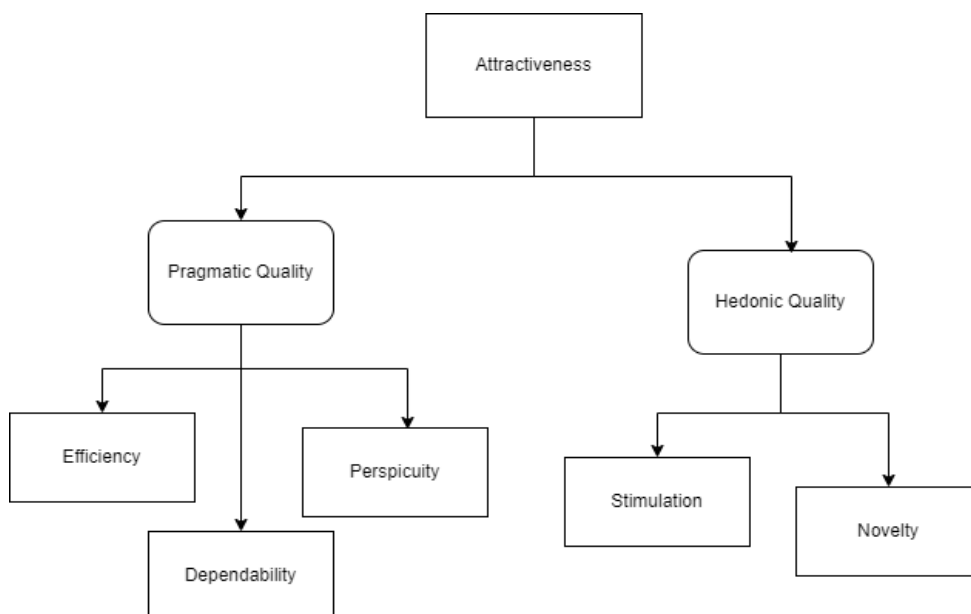 Attractiveness
Pragmatic Quality
Hedonic Quality
Efficiency
Perspicuity
Dependability
Stimulation
Novelty